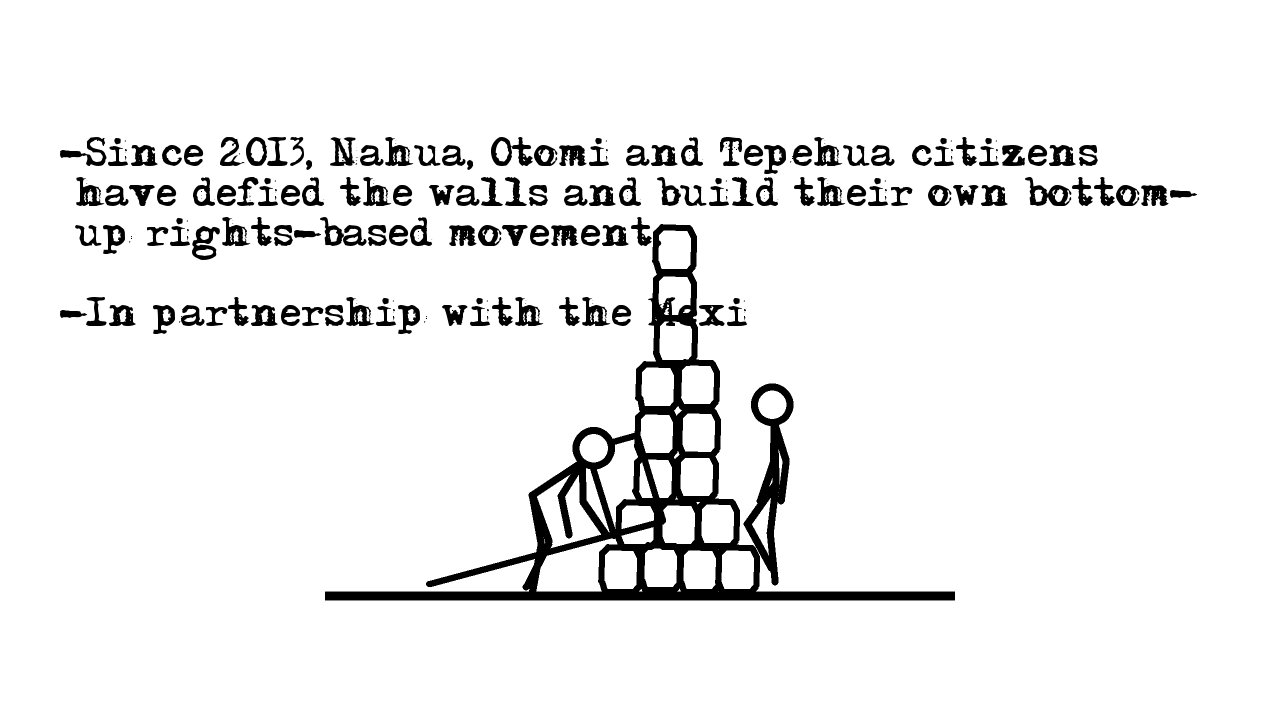 -Since 2013, Nahua, Otomi and Tepehua citizens
have defied the walls and build their own bottom-
up rights-based movement
-In partnership with the Mexi